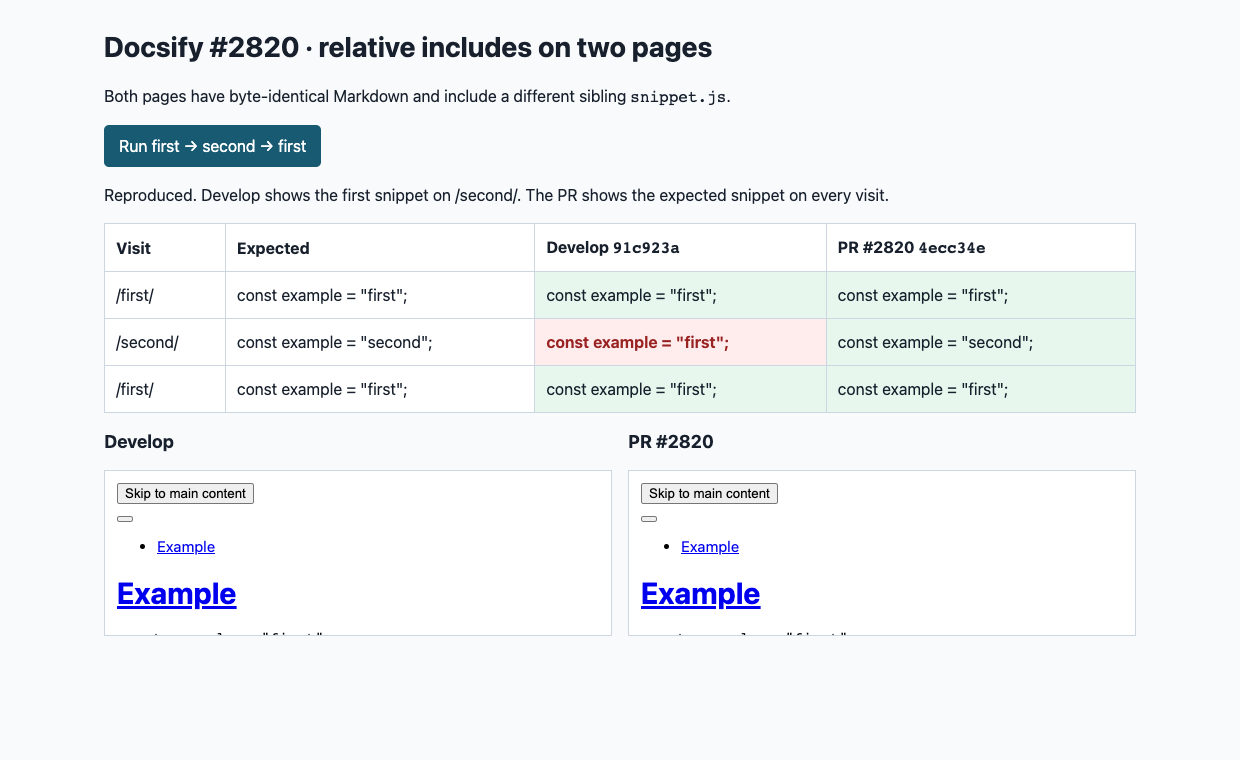 Docsify #2820 · relative includes on two pages
Both pages have byte-identical Markdown and include a different sibling snippet.js.
Run first → second → first
Reproduced. Develop shows the first snippet on /second/. The PR shows the expected snippet on every visit.
Visit Expected Develop 91c923a PR #2820 4ecc34e
/first/ const example = "first"; const example = "first"; const example = "first";
/second/ const example = "second"; const example = "first"; const example = "second";
/first/ const example = "first"; const example = "first"; const example = "first";
Develop PR #2820
Skip to main content Skip to main content
Example Example
Example Example